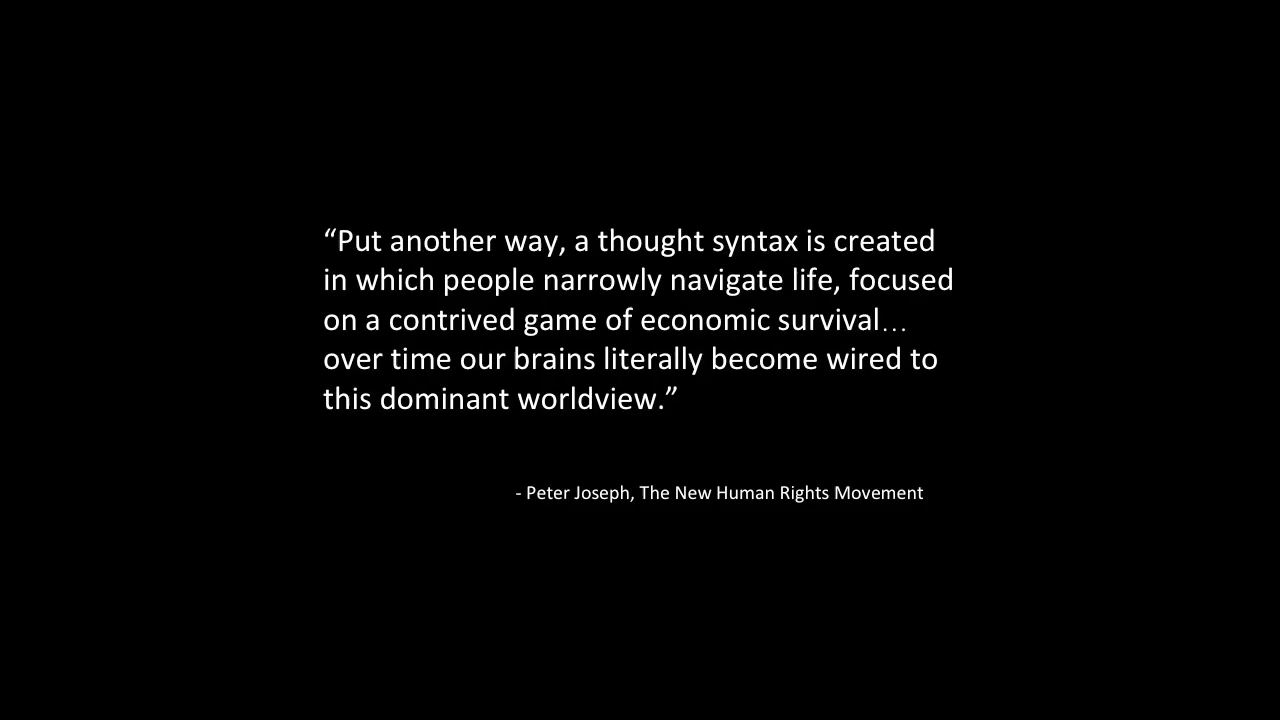 “Put another way, a thought syntax is created
in which people narrowly navigate life, focused
on a contrived game of economic survival…
over time our brains literally become wired to
this dominant worldview.”
- Peter Joseph, The New Human Rights Movement